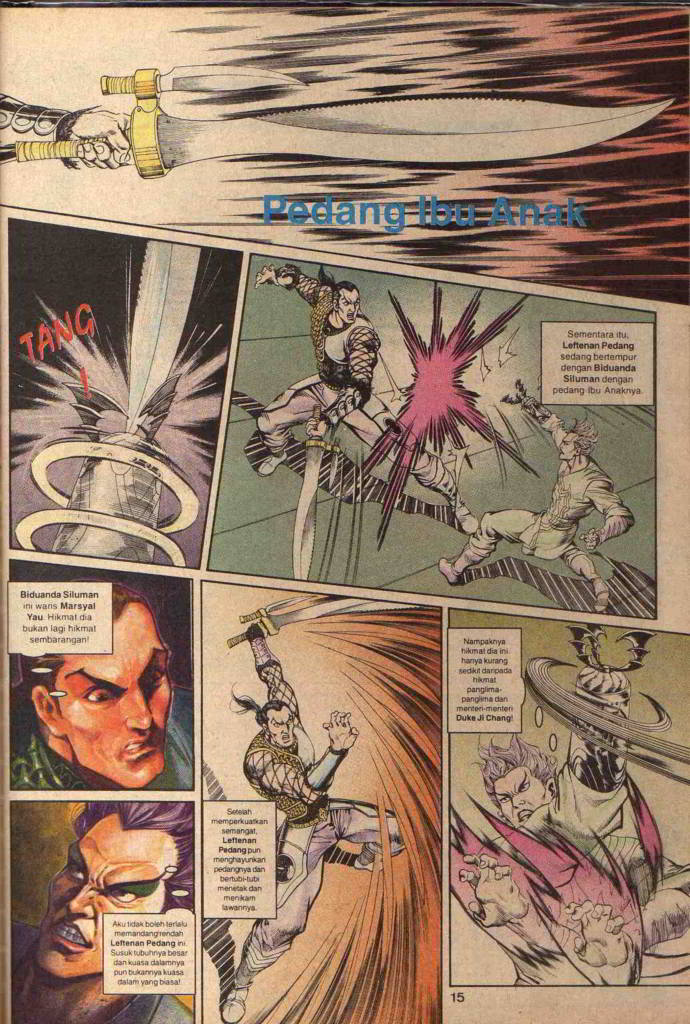 Pedang Ibu Anak
TANG
!
Sementara itu,
Leftenan Pedang
sedang bertempur
dengan Biduanda
Siluman dengan
pedang Ibu Anaknya.
Biduanda Siluman
ini waris Marsyal
Yau. Hikmat dia
bukan lagi hikmat
sembarangan!
Aku tidak boleh terlalu
memandang rendah
Leftenan Pedang ini.
Susuk tubuhnya besar
dan kuasa dalamnya
pun bukannya kuasa
dalam yang biasa!
Setelah
memperkuatkan
semangat,
Leftenan
Pedang pun
menghayunkan
pedangnya dan
bertubi-tubi
menetak dan
menikam
lawannya.
Nampaknya
hikmat dia ini
hanya kurang
sedikit daripada
hikmat
panglima-
panglima dan
menteri-menteri
Duke Ji Chang!
15